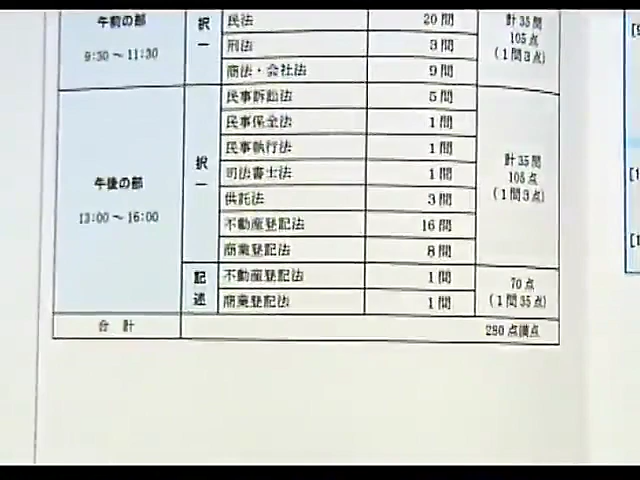 午前の部
9:30～11:30
択一
民法 20問
刑法 3問
商法・会社法 9問
計35問
105点
(1問3点)
午後の部
13:00～16:00
択一
民事訴訟法 5問
民事保全法 1問
民事執行法 1問
司法書士法 1問
供託法 3問
不動産登記法 16問
商業登記法 8問
計35問
105点
(1問3点)
記述
不動産登記法 1問
商業登記法 1問
70点
(1問35点)
合計 280点満点